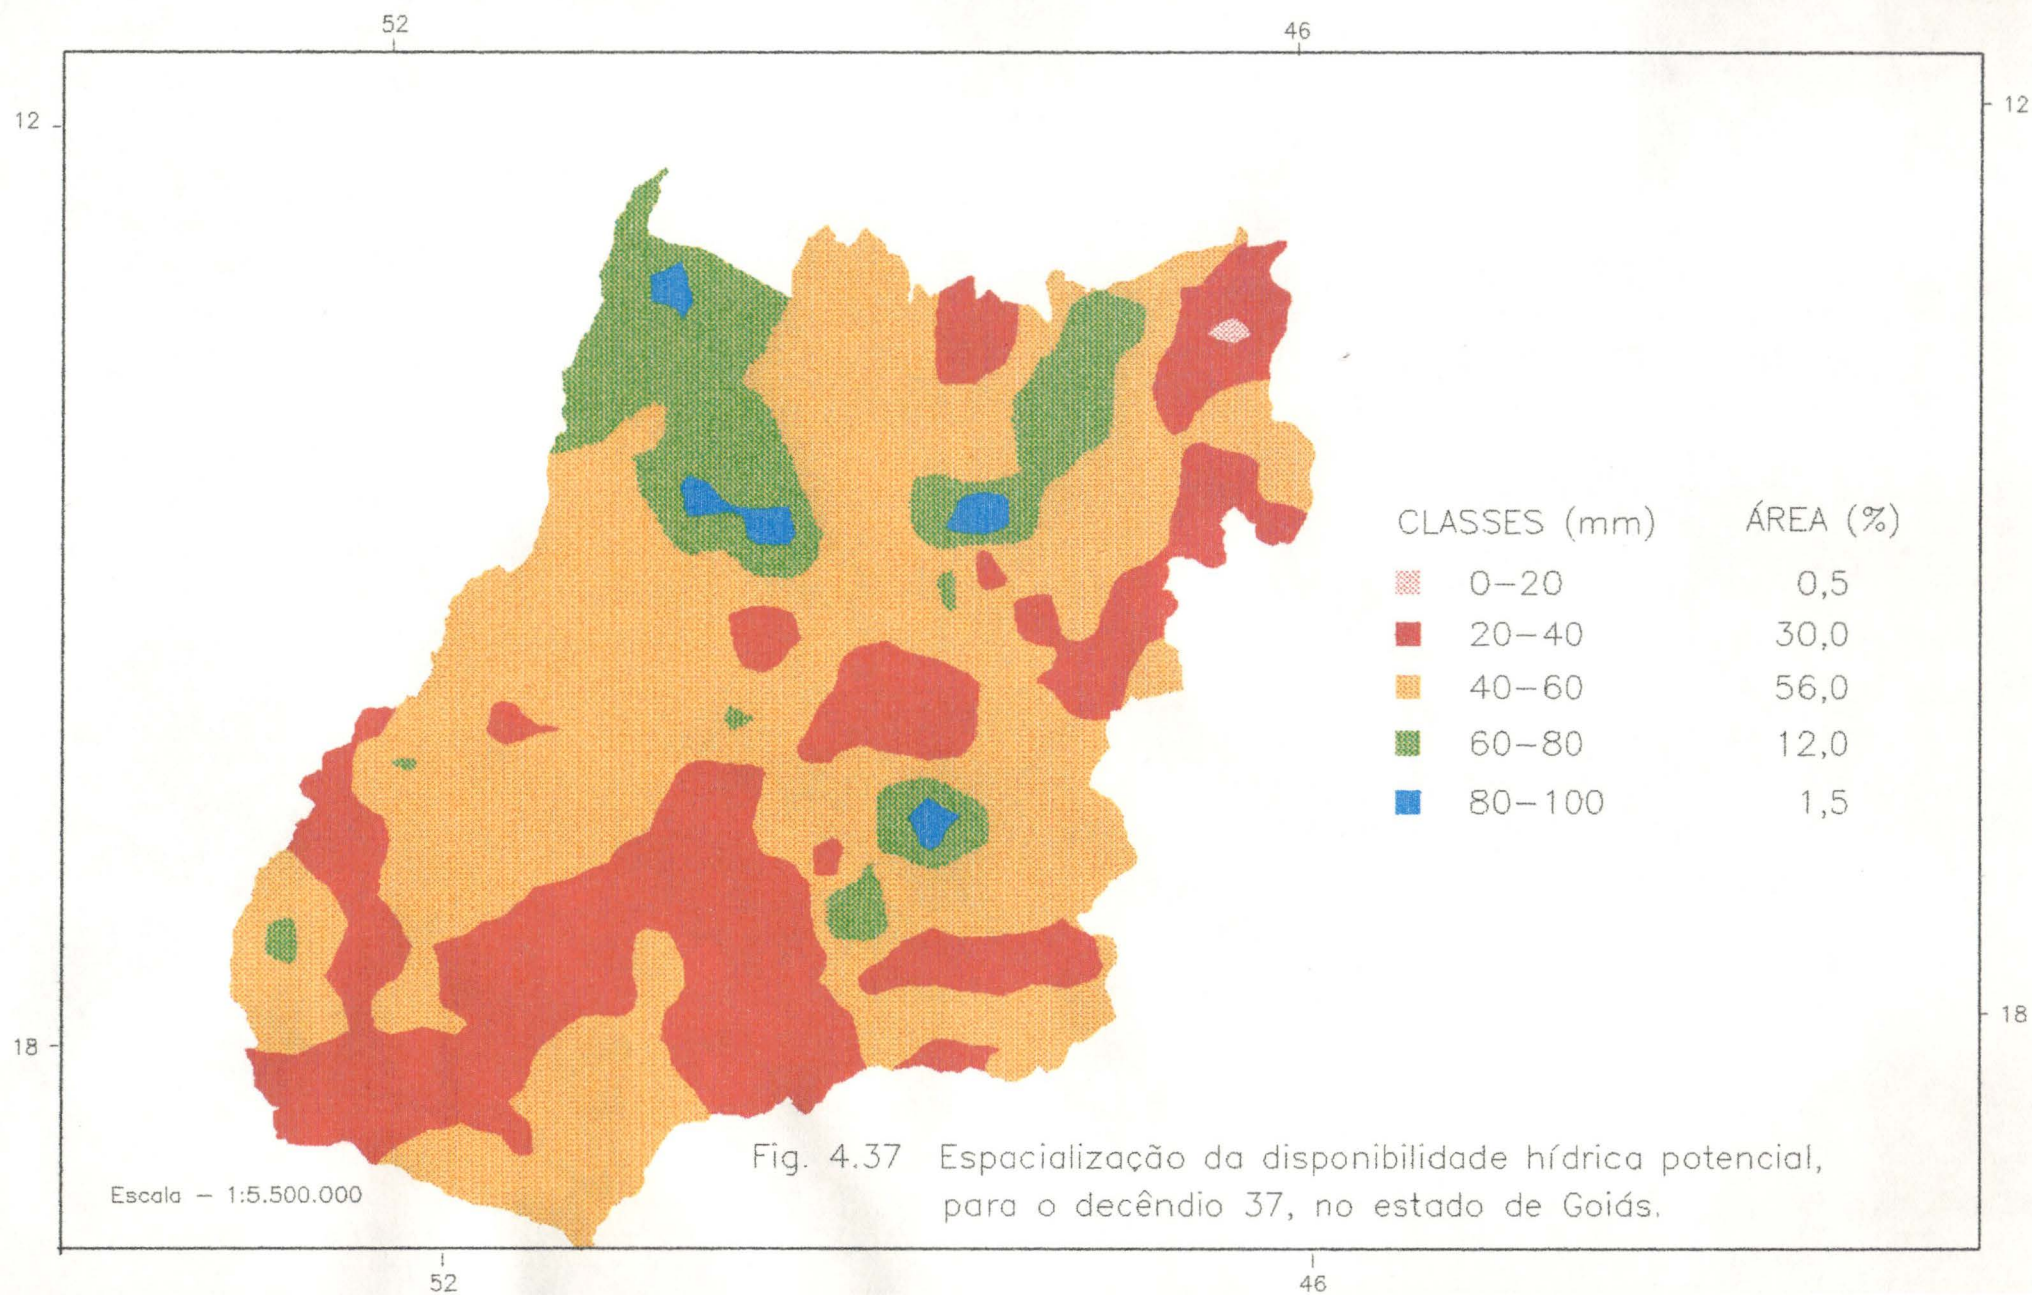 52 46
12 12
CLASSES (mm) ÁREA (%)
0-20 0,5
20-40 30,0
40-60 56,0
60-80 12,0
80-100 1,5
18 18
Fig. 4.37 Espacialização da disponibilidade hídrica potencial,
para o decêndio 37, no estado de Goiás.
Escala - 1:5.500.000
52 46